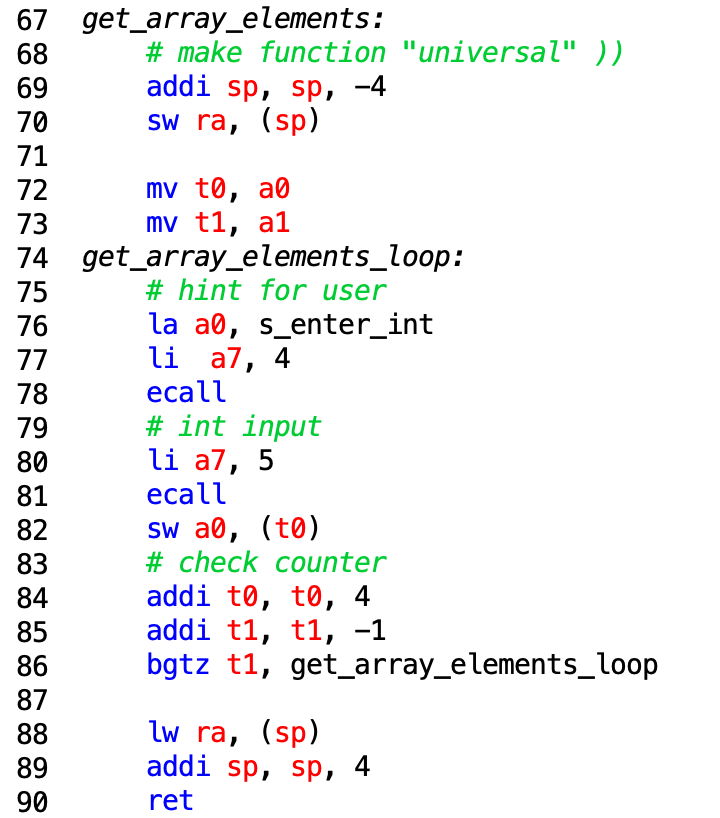 67 get_array_elements:
68     # make function "universal" ))
69     addi sp, sp, -4
70     sw ra, (sp)
71
72     mv t0, a0
73     mv t1, a1
74 get_array_elements_loop:
75     # hint for user
76     la a0, s_enter_int
77     li  a7, 4
78     ecall
79     # int input
80     li a7, 5
81     ecall
82     sw a0, (t0)
83     # check counter
84     addi t0, t0, 4
85     addi t1, t1, -1
86     bgtz t1, get_array_elements_loop
87
88     lw ra, (sp)
89     addi sp, sp, 4
90     ret